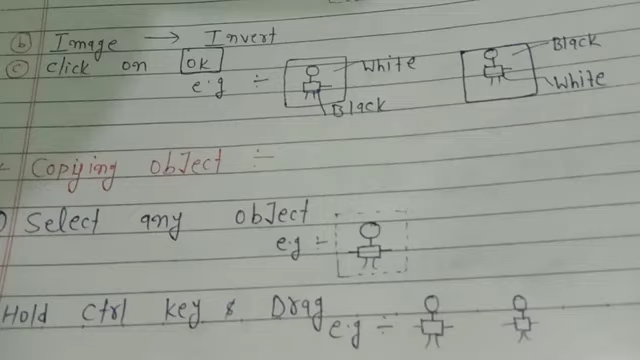 (b) Image → Invert
(c) click on OK
e.g ÷ White Black
Black White
Copying object ÷
Select any object
e.g ÷
Hold ctrl key & Drag
e.g ÷